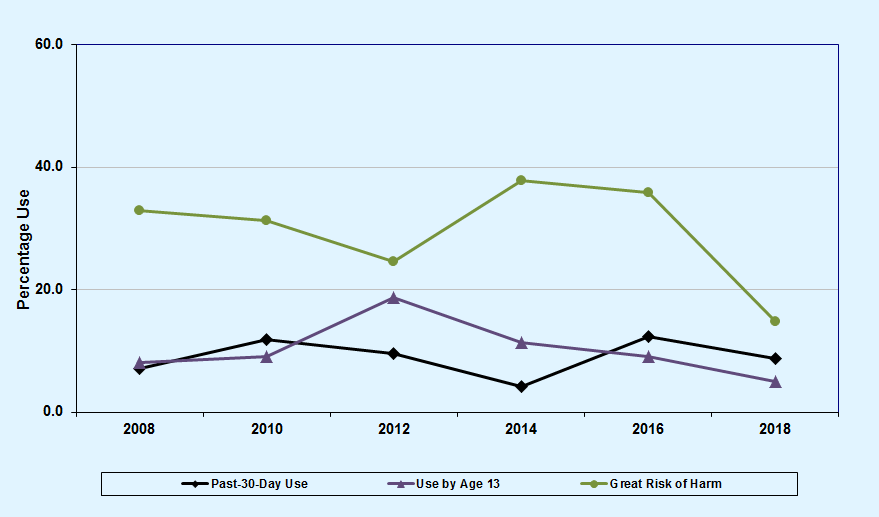 60.0
40.0
20.0
0.0
Percentage Use
2008 2010 2012 2014 2016 2018
Past-30-Day Use Use by Age 13 Great Risk of Harm